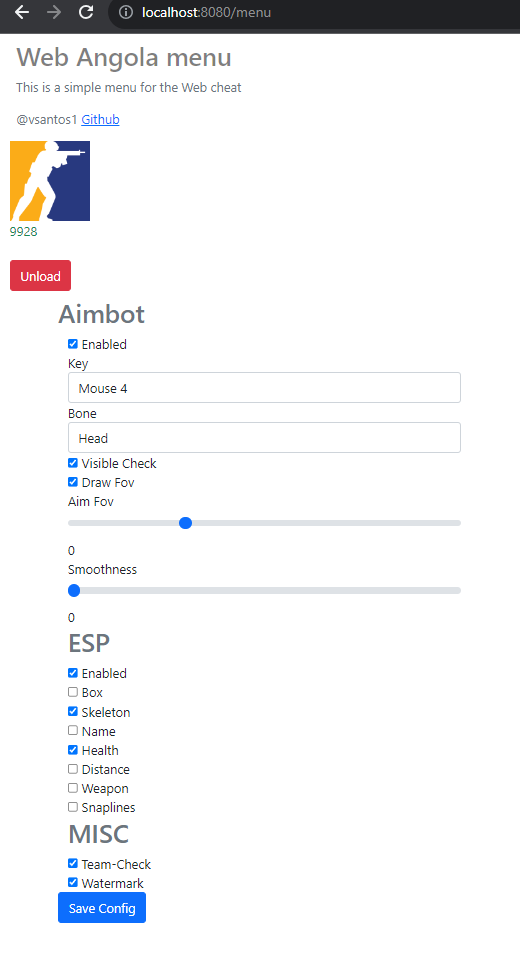 localhost:8080/menu
Web Angola menu
This is a simple menu for the Web cheat
@vsantos1 Github
9928
Unload
Aimbot
Enabled
Key
Mouse 4
Bone
Head
Visible Check
Draw Fov
Aim Fov
0
Smoothness
0
ESP
Enabled
Box
Skeleton
Name
Health
Distance
Weapon
Snaplines
MISC
Team-Check
Watermark
Save Config